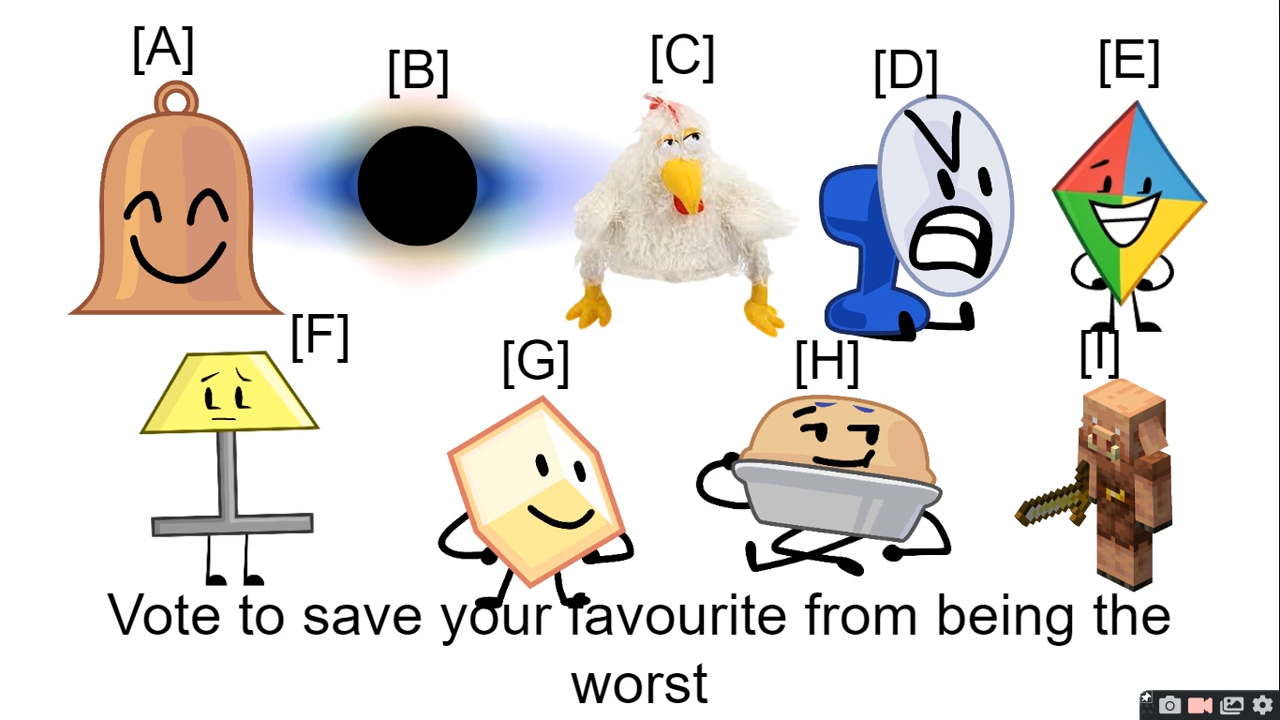 [A]
[B]
[C]
[D]
[E]
[F]
[G]
[H]
[I]
Vote to save your favourite from being the
worst